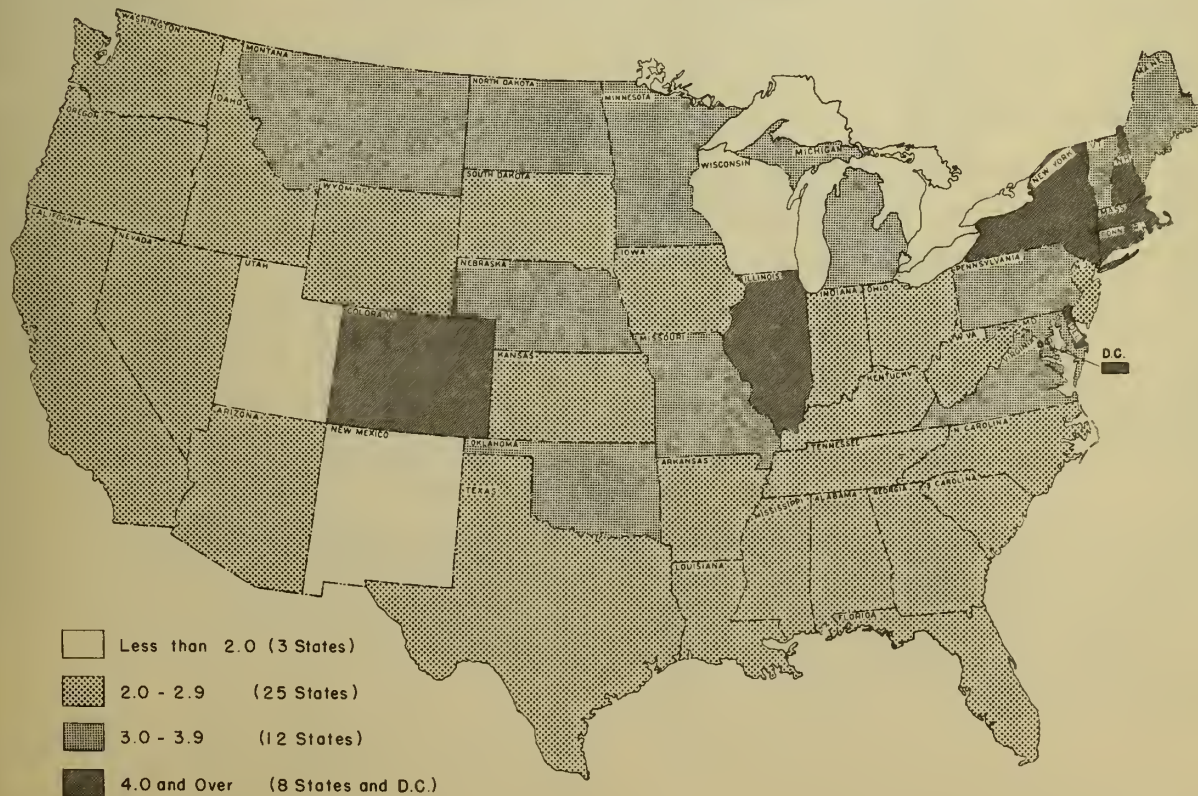 WASHINGTON
MONTANA
NORTH DAKOTA
MINNESOTA
MAINE
IDAHO
OREGON
MICHIGAN
WISCONSIN
VT.
N.H.
NEW YORK
SOUTH DAKOTA
WYOMING
MASS.
CONN.
CALIFORNIA
NEVADA
UTAH
NEBRASKA
IOWA
ILLINOIS
INDIANA
OHIO
PENNSYLVANIA
N.J.
COLORADO
KANSAS
MISSOURI
KENTUCKY
W.VA.
D.C.
ARIZONA
NEW MEXICO
OKLAHOMA
TEXAS
ARKANSAS
TENNESSEE
N. CAROLINA
S. CAROLINA
MISSISSIPPI
ALABAMA
GEORGIA
LOUISIANA
FLORIDA
Less than 2.0 (3 States)
2.0 - 2.9 (25 States)
3.0 - 3.9 (12 States)
4.0 and Over (8 States and D.C.)